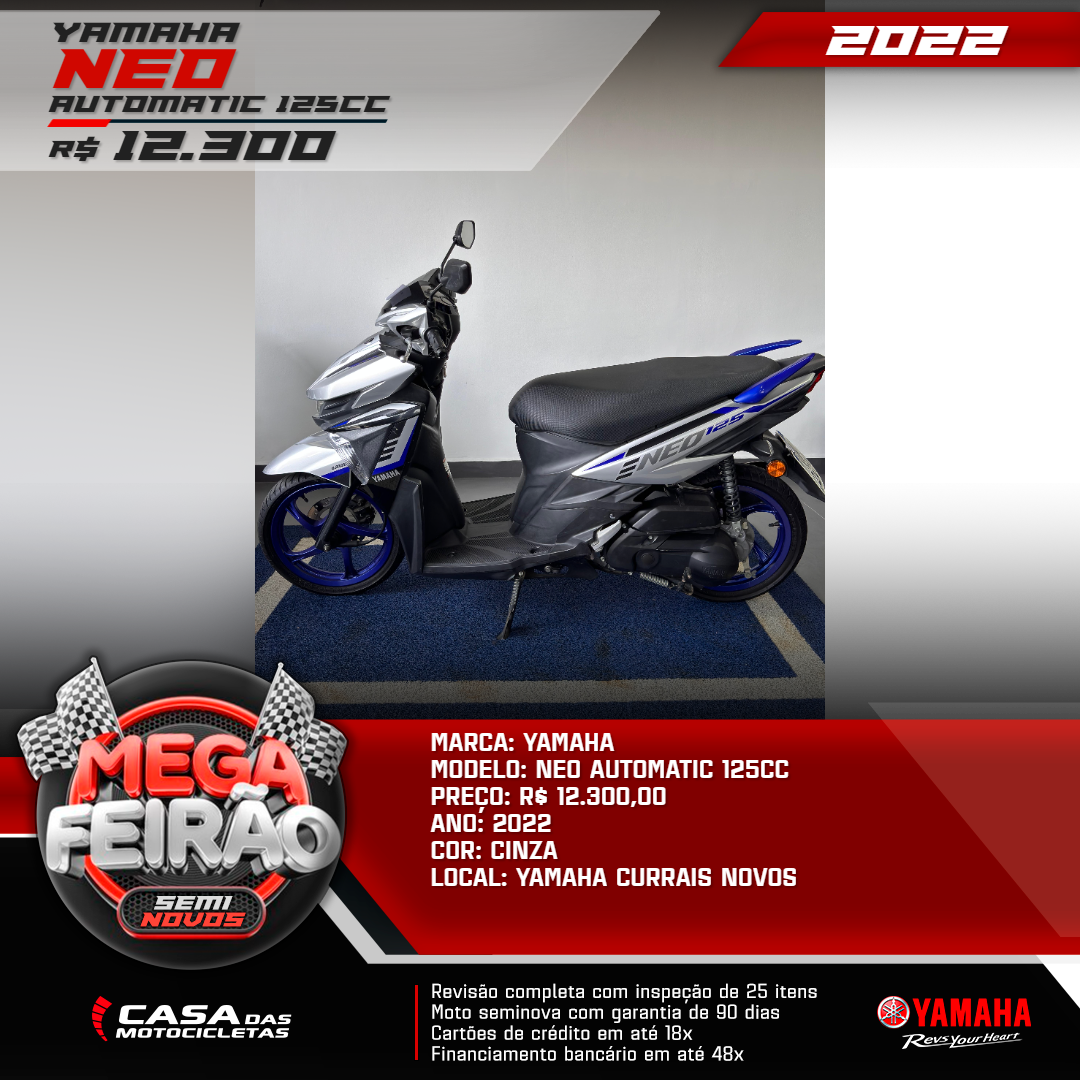 YAMAHA
NEO
AUTOMATIC 125CC
R$ 12.300
2022
YAMAHA
NEO 125
MEGA
FEIRÃO
SEMI
NOVOS
MARCA: YAMAHA
MODELO: NEO AUTOMATIC 125CC
PREÇO: R$ 12.300,00
ANO: 2022
COR: CINZA
LOCAL: YAMAHA CURRAIS NOVOS
CASA DAS
MOTOCICLETAS
Revisão completa com inspeção de 25 itens
Moto seminova com garantia de 90 dias
Cartões de crédito em até 18x
Financiamento bancário em até 48x
YAMAHA
Revs Your Heart